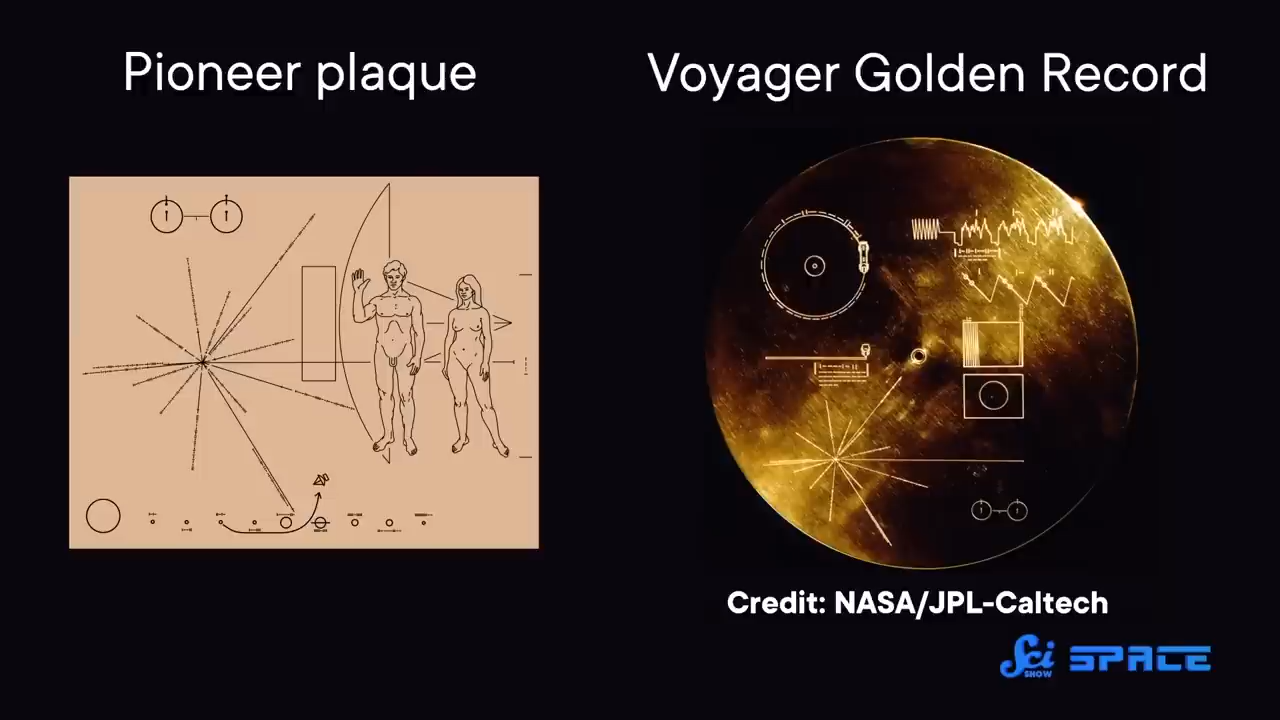 Pioneer plaque
Voyager Golden Record
Credit: NASA/JPL-Caltech
Sci
SHOW
SPACE